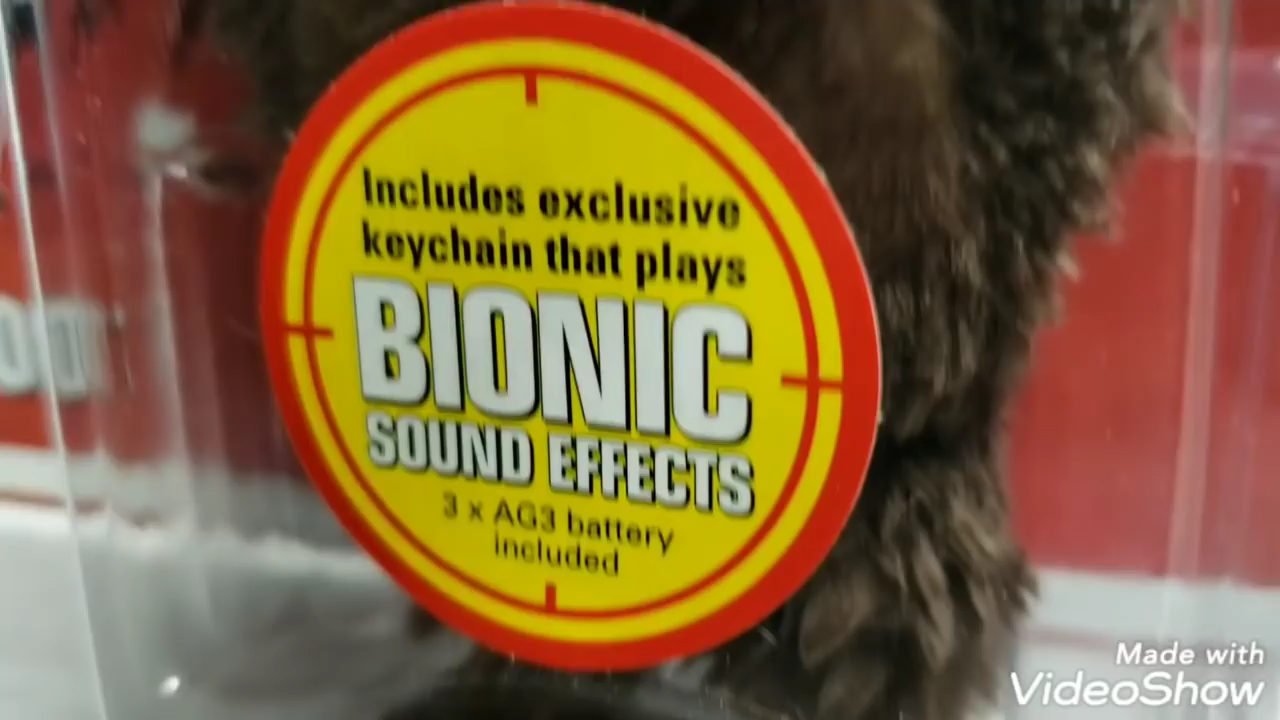 Includes exclusive
keychain that plays
BIONIC
SOUND EFFECTS
3 x AG3 battery
included
Made with
VideoShow